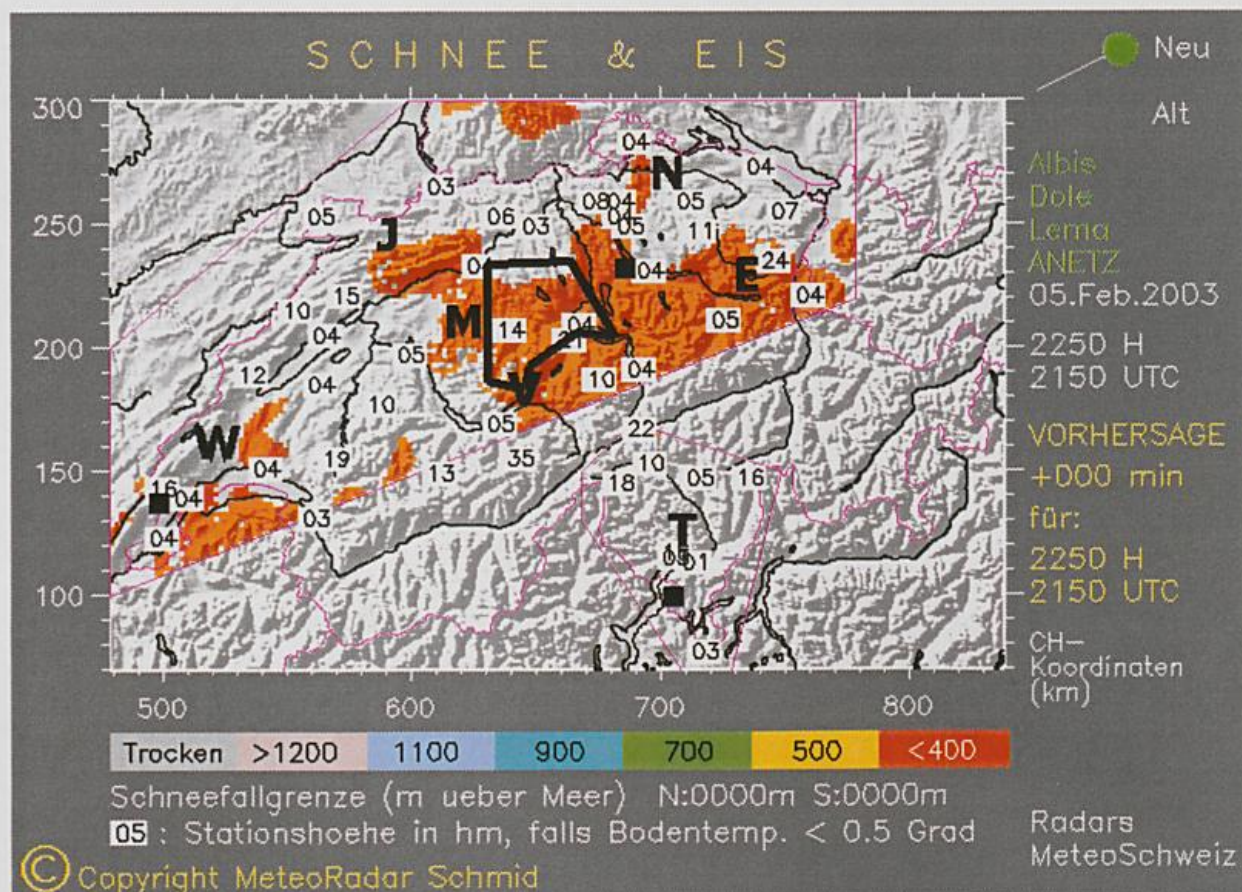 SCHNEE & EIS
Neu
Alt
300
250
200
150
100
500
600
700
800
04
N
04
04
03
08
04
05
05
07
05
06
03
J
05
11
24
E
04
04
15
10
M
14
04
05
04
05
12
04
10
V
10
04
05
22
W
04
19
13
35
10
05
16
18
16
04
03
04
T
01
03
Albis
Dole
Lema
ANETZ
05.Feb.2003
2250 H
2150 UTC
VORHERSAGE
+000 min
für:
2250 H
2150 UTC
CH-
Koordinaten
(km)
Trocken >1200 1100 900 700 500 <400
Schneefallgrenze (m ueber Meer) N:0000m S:0000m
05 : Stationshoehe in hm, falls Bodentemp. < 0.5 Grad
Radars
MeteoSchweiz
© Copyright MeteoRadar Schmid